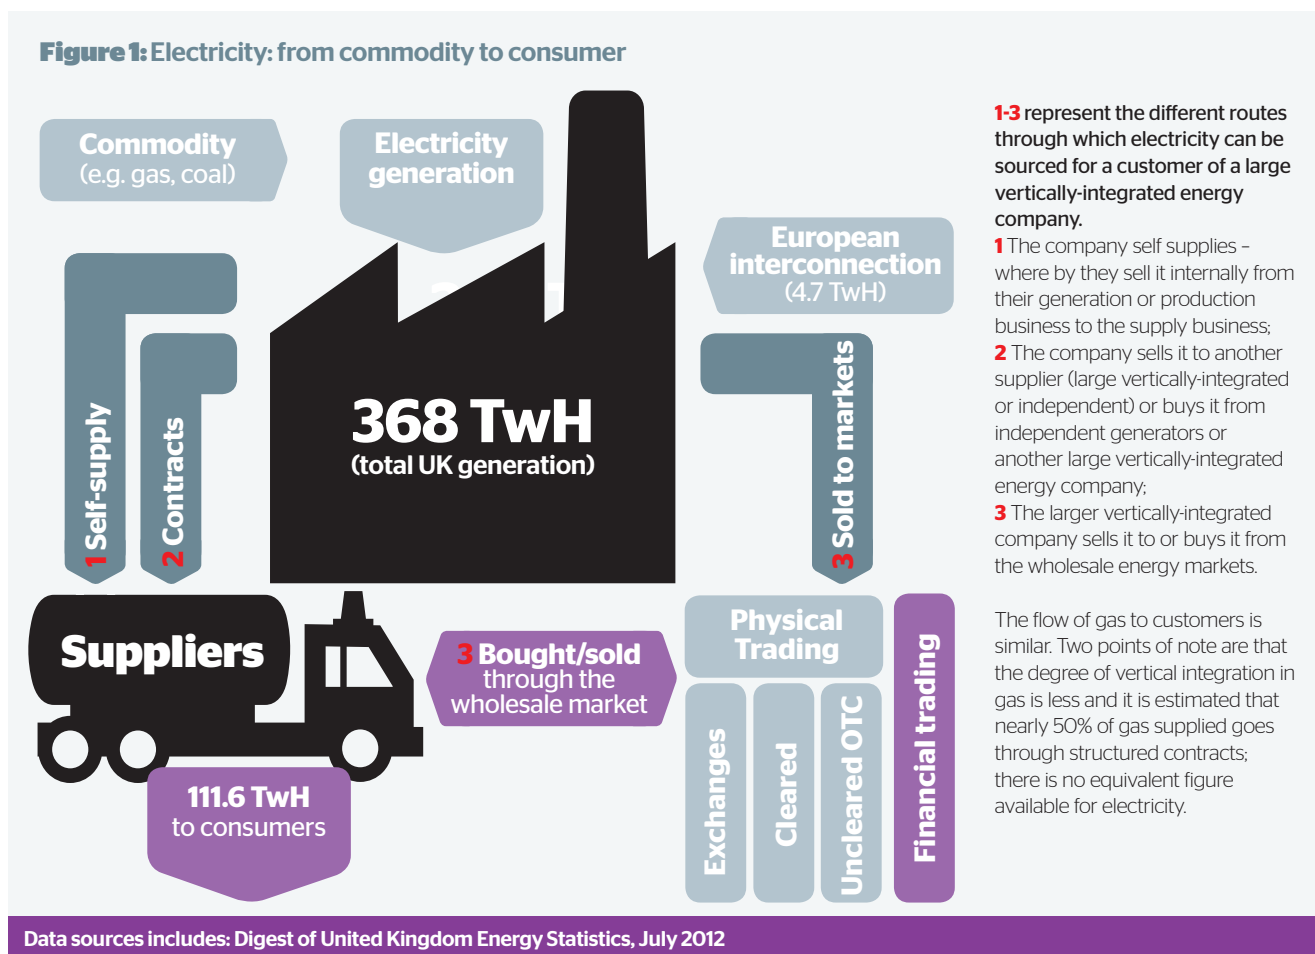 Figure 1: Electricity: from commodity to consumer
Commodity
(e.g. gas, coal)
Electricity
generation
European
interconnection
(4.7 TwH)
368 TwH
(total UK generation)
1 Self-supply
2 Contracts
3 Sold to markets
Suppliers
3 Bought/sold
through the
wholesale market
111.6 TwH
to consumers
Physical
Trading
Exchanges
Cleared
Uncleared OTC
Financial trading
1-3 represent the different routes
through which electricity can be
sourced for a customer of a large
vertically-integrated energy
company.
1 The company self supplies –
where by they sell it internally from
their generation or production
business to the supply business;
2 The company sells it to another
supplier (large vertically-integrated
or independent) or buys it from
independent generators or
another large vertically-integrated
energy company;
3 The larger vertically-integrated
company sells it to or buys it from
the wholesale energy markets.
The flow of gas to customers is
similar. Two points of note are that
the degree of vertical integration in
gas is less and it is estimated that
nearly 50% of gas supplied goes
through structured contracts;
there is no equivalent figure
available for electricity.
Data sources includes: Digest of United Kingdom Energy Statistics, July 2012